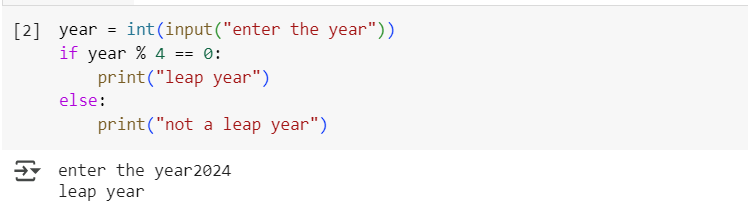 [2] year = int(input("enter the year"))
if year % 4 == 0:
    print("leap year")
else:
    print("not a leap year")
enter the year2024
leap year